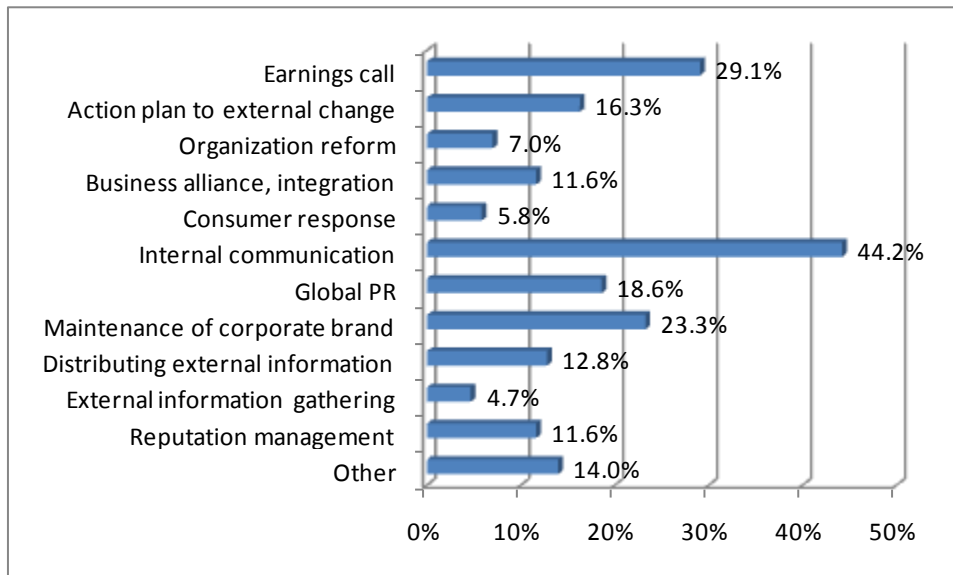 Earnings call 29.1%
Action plan to external change 16.3%
Organization reform 7.0%
Business alliance, integration 11.6%
Consumer response 5.8%
Internal communication 44.2%
Global PR 18.6%
Maintenance of corporate brand 23.3%
Distributing external information 12.8%
External information gathering 4.7%
Reputation management 11.6%
Other 14.0%
0% 10% 20% 30% 40% 50%